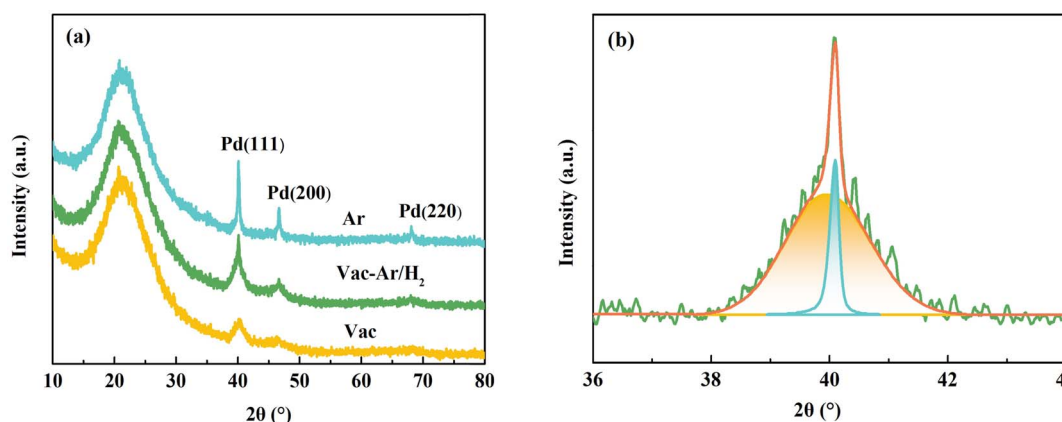 (a)
Pd(111)
Pd(200)
Pd(220)
Ar
Vac-Ar/H₂
Vac
Intensity (a.u.)
10 20 30 40 50 60 70 80
2θ (°)
(b)
Intensity (a.u.)
36 38 40 42 4
2θ (°)